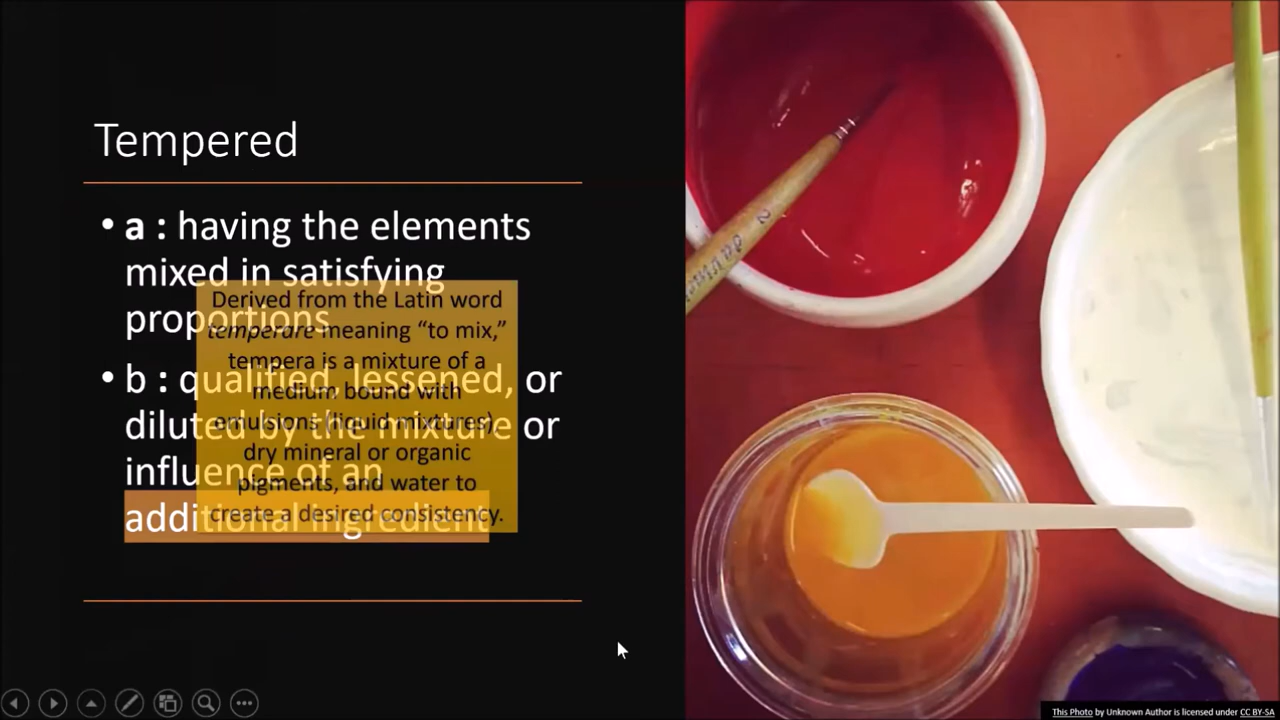 Tempered
• a : having the elements
mixed in satisfying
proportions
• b : qualified, lessened, or
diluted by the mixture or
influence of an
additional ingredient
Derived from the Latin word
temperare meaning “to mix,”
tempera is a mixture of a
medium bound with
emulsions (liquid mixtures),
dry mineral or organic
pigments, and water to
create a desired consistency.
2
This Photo by Unknown Author is licensed under CC BY-SA